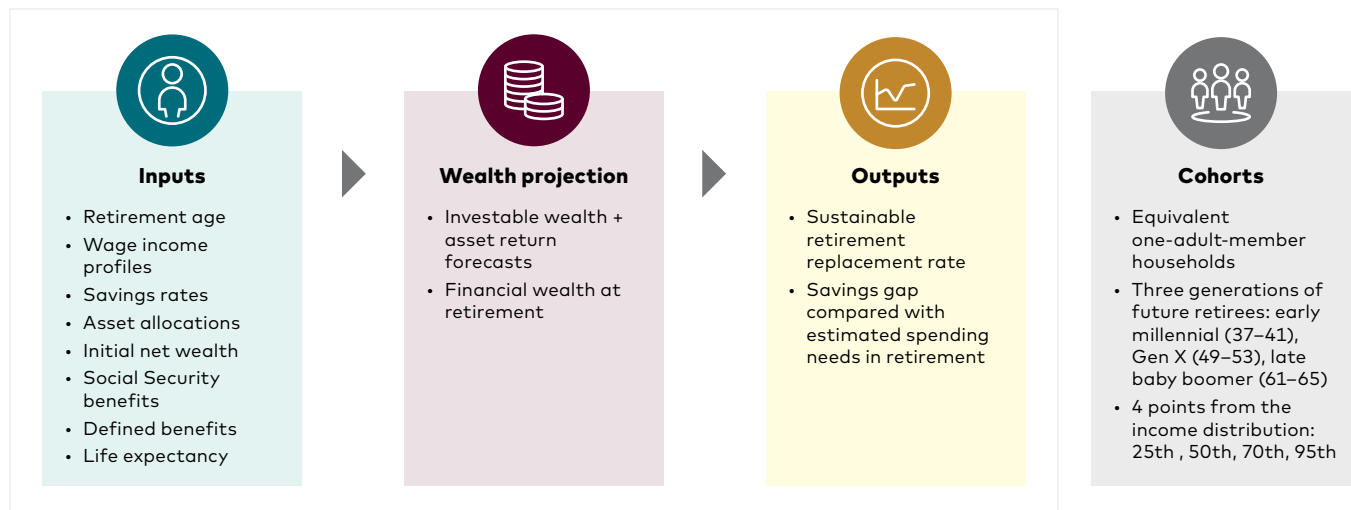 Inputs
• Retirement age
• Wage income
profiles
• Savings rates
• Asset allocations
• Initial net wealth
• Social Security
benefits
• Defined benefits
• Life expectancy
Wealth projection
• Investable wealth +
asset return
forecasts
• Financial wealth at
retirement
Outputs
• Sustainable
retirement
replacement rate
• Savings gap
compared with
estimated spending
needs in retirement
Cohorts
• Equivalent
one-adult-member
households
• Three generations of
future retirees: early
millennial (37–41),
Gen X (49–53), late
baby boomer (61–65)
• 4 points from the
income distribution:
25th , 50th, 70th, 95th